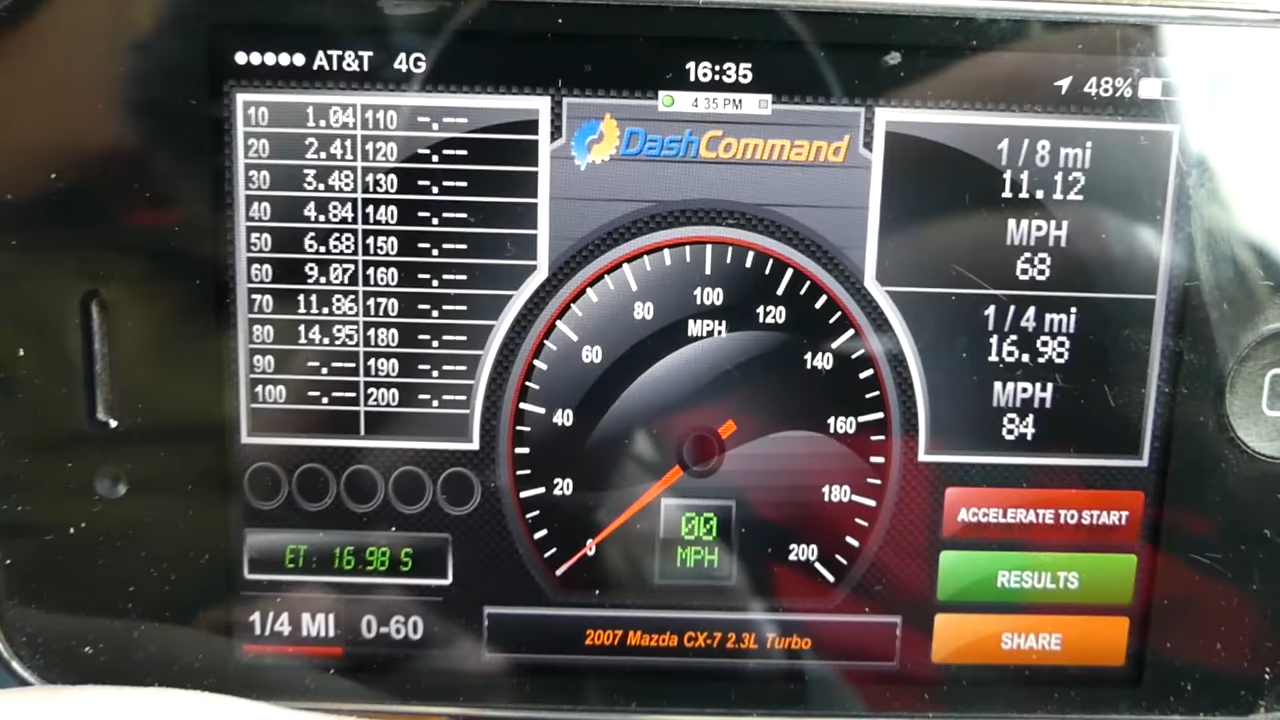 ●●●●● AT&T 4G 16:35 48%
4 35 PM
DashCommand
10 1.04 110 -.--
20 2.41 120 -.--
30 3.48 130 -.--
40 4.84 140 -.--
50 6.68 150 -.--
60 9.07 160 -.--
70 11.86 170 -.--
80 14.95 180 -.--
90 -.-- 190 -.--
100 -.-- 200 -.--
1/8 mi
11.12
MPH
68
1/4 mi
16.98
MPH
84
0 20 40 60 80 100 120 140 160 180 200
MPH
00
MPH
ET: 16.98 S
1/4 MI 0-60
2007 Mazda CX-7 2.3L Turbo
ACCELERATE TO START
RESULTS
SHARE